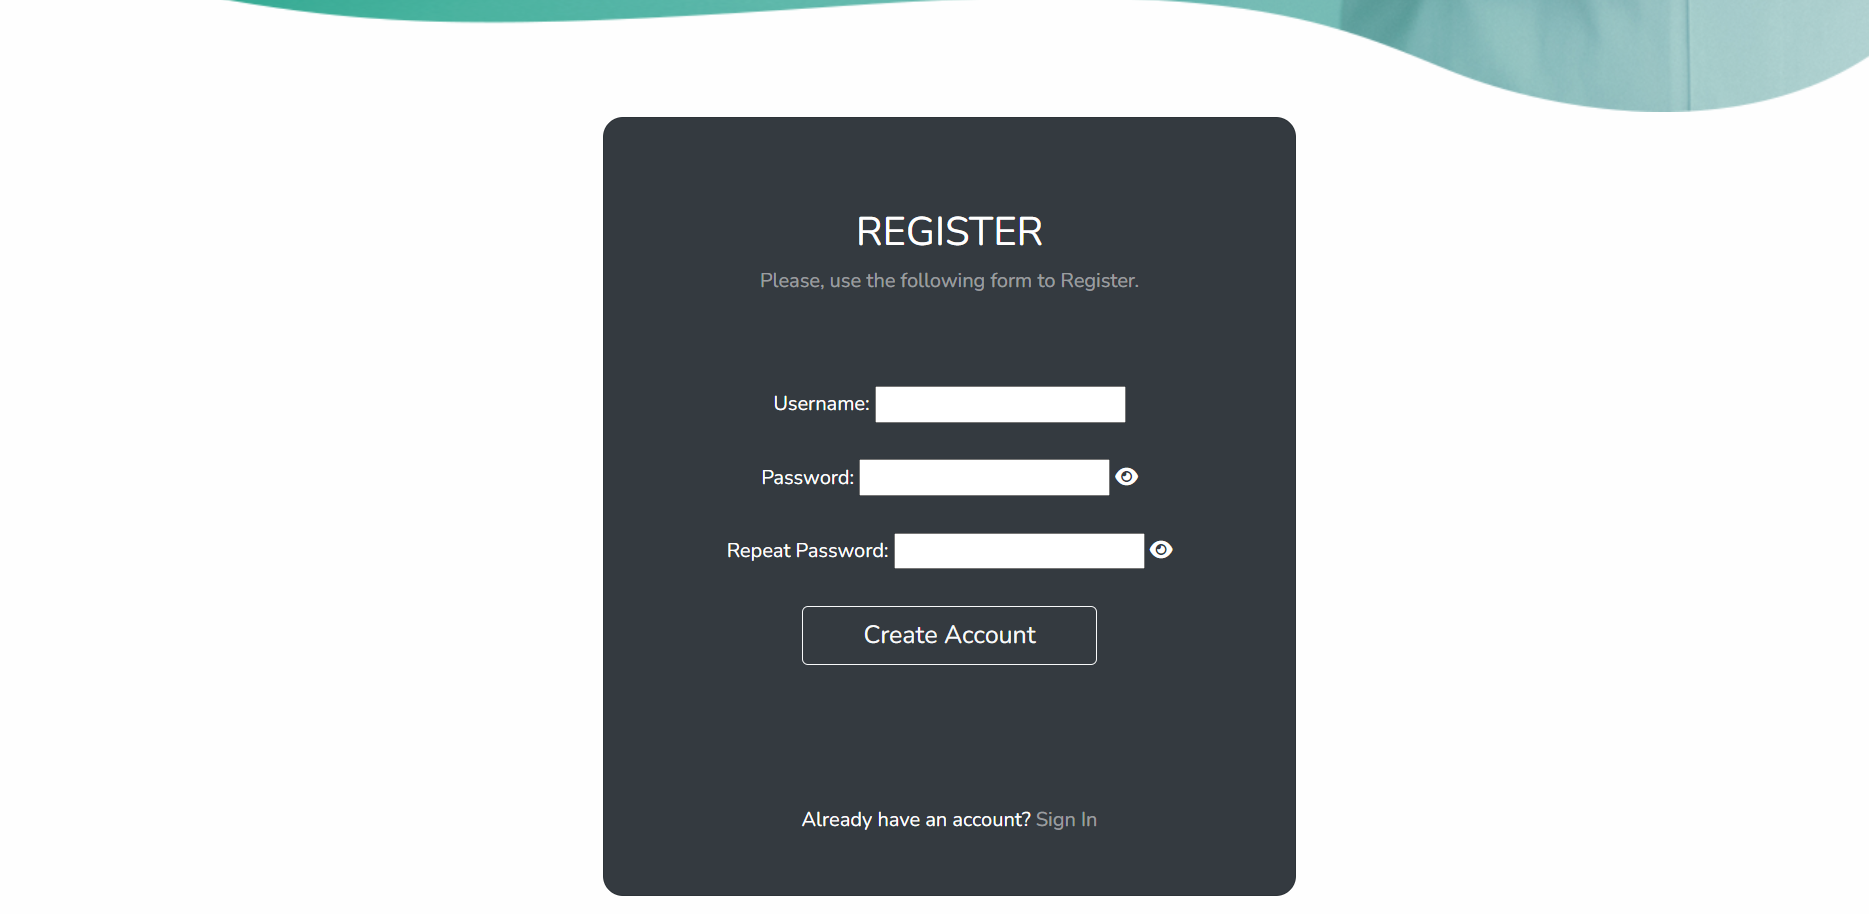 REGISTER
Please, use the following form to Register.
Username:
Password:
Repeat Password:
Create Account
Already have an account? Sign In